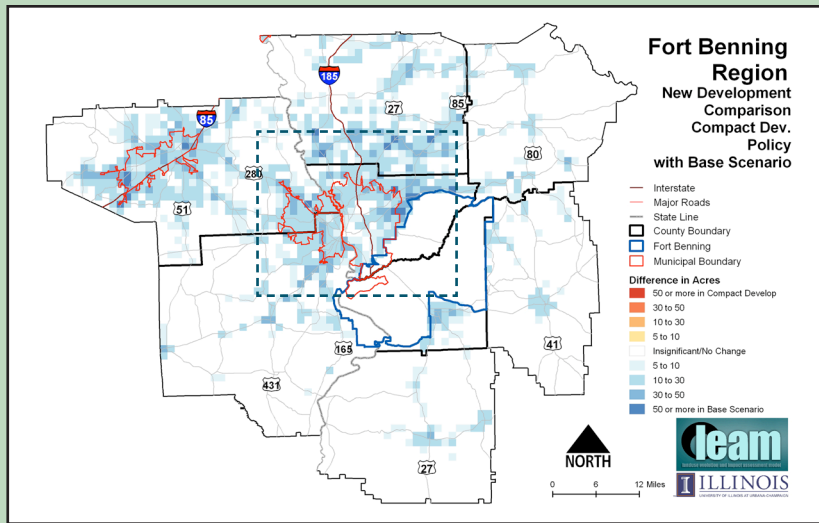 Fort Benning
Region
New Development
Comparison
Compact Dev.
Policy
with Base Scenario
Interstate
Major Roads
State Line
County Boundary
Fort Benning
Municipal Boundary
Difference in Acres
50 or more in Compact Develop
30 to 50
10 to 30
5 to 10
Insignificant/No Change
5 to 10
10 to 30
30 to 50
50 or more in Base Scenario
185
27
85
85
80
280
51
165
41
431
27
NORTH
0 6 12 Miles
leam
I ILLINOIS
UNIVERSITY OF ILLINOIS AT URBANA-CHAMPAIGN